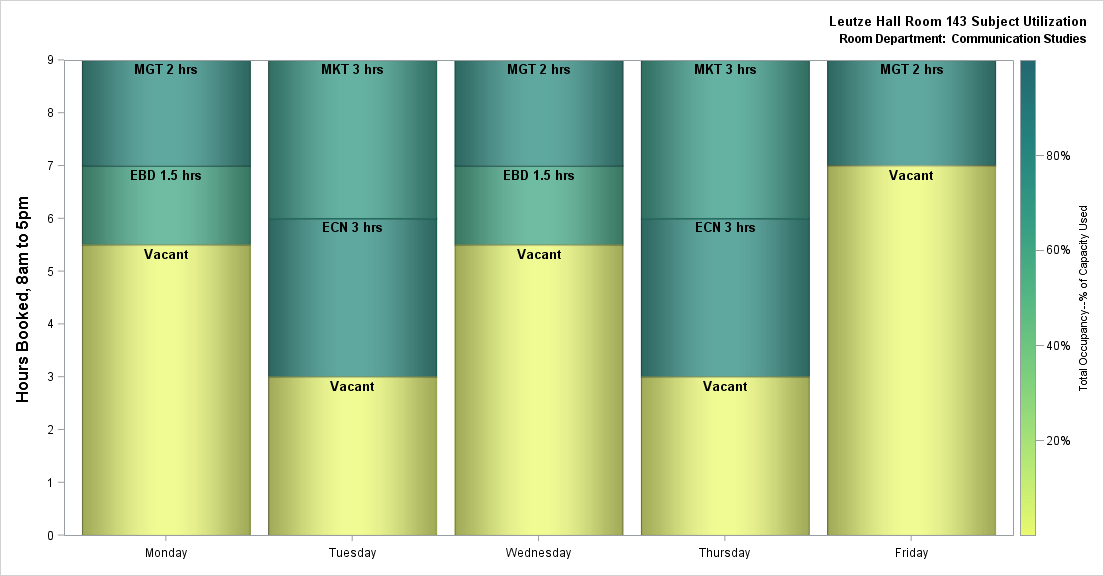 Leutze Hall Room 143 Subject Utilization
Room Department: Communication Studies
Hours Booked, 8am to 5pm
9
8
7
6
5
4
3
2
1
0
MGT 2 hrs
EBD 1.5 hrs
Vacant
MKT 3 hrs
ECN 3 hrs
Vacant
MGT 2 hrs
EBD 1.5 hrs
Vacant
MKT 3 hrs
ECN 3 hrs
Vacant
MGT 2 hrs
Vacant
Monday
Tuesday
Wednesday
Thursday
Friday
80%
60%
40%
20%
Total Occupancy--% of Capacity Used